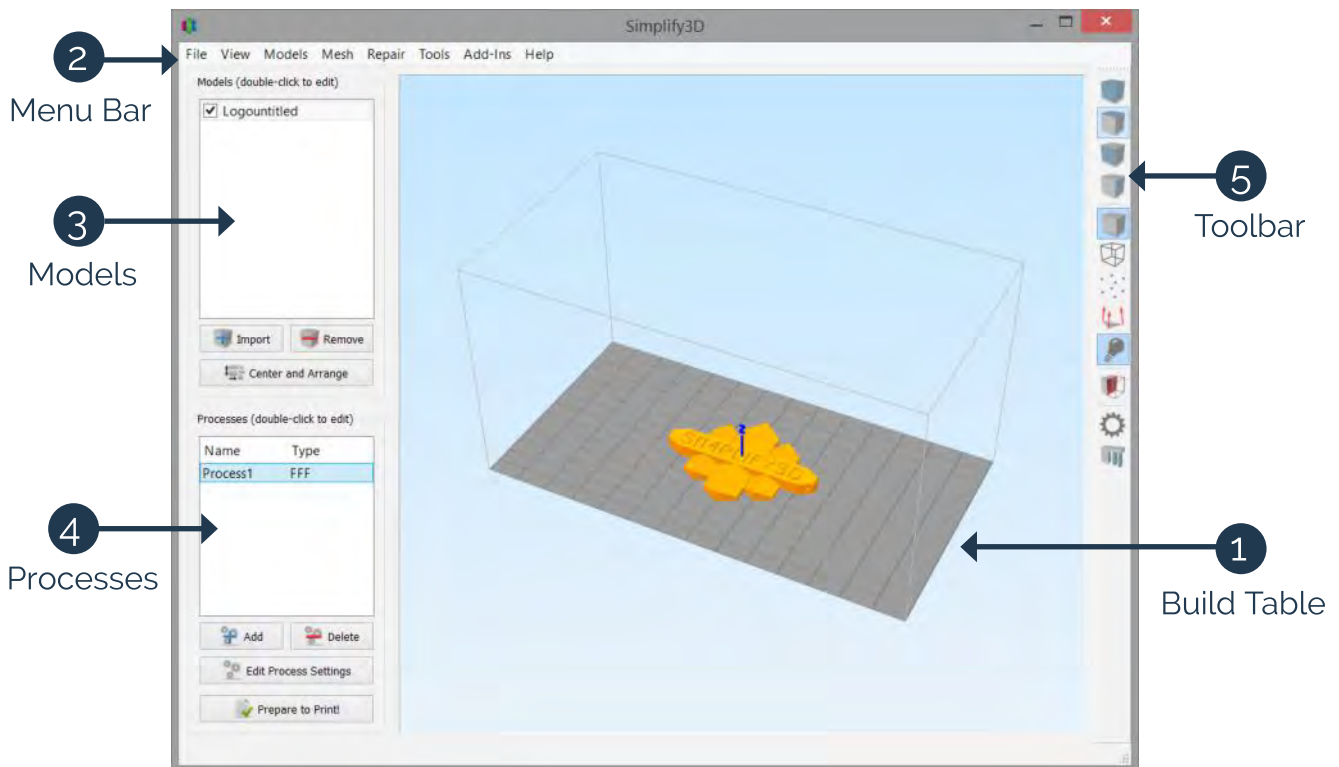 Simplify3D
File View Models Mesh Repair Tools Add-Ins Help
2
Menu Bar
Models (double-click to edit)
Logountitled
3
Models
Import Remove
Center and Arrange
Processes (double-click to edit)
Name Type
Process1 FFF
4
Processes
Add Delete
Edit Process Settings
Prepare to Print!
Z
5
Toolbar
1
Build Table